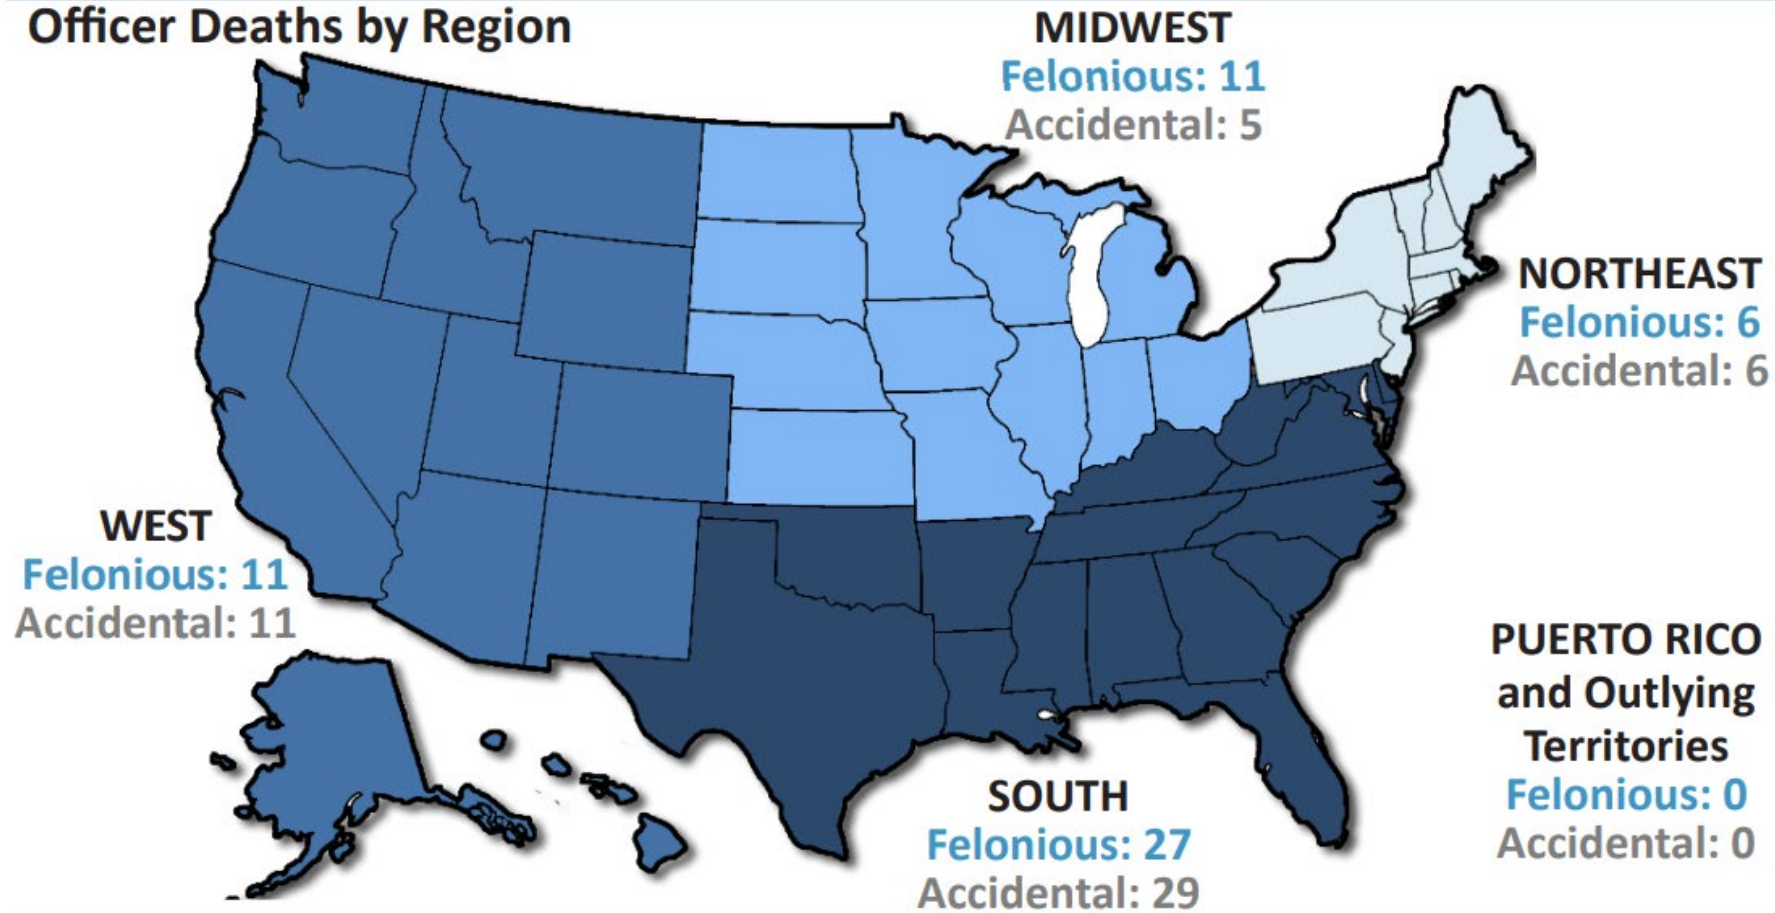 Officer Deaths by Region
MIDWEST
Felonious: 11
Accidental: 5
NORTHEAST
Felonious: 6
Accidental: 6
WEST
Felonious: 11
Accidental: 11
SOUTH
Felonious: 27
Accidental: 29
PUERTO RICO
and Outlying
Territories
Felonious: 0
Accidental: 0